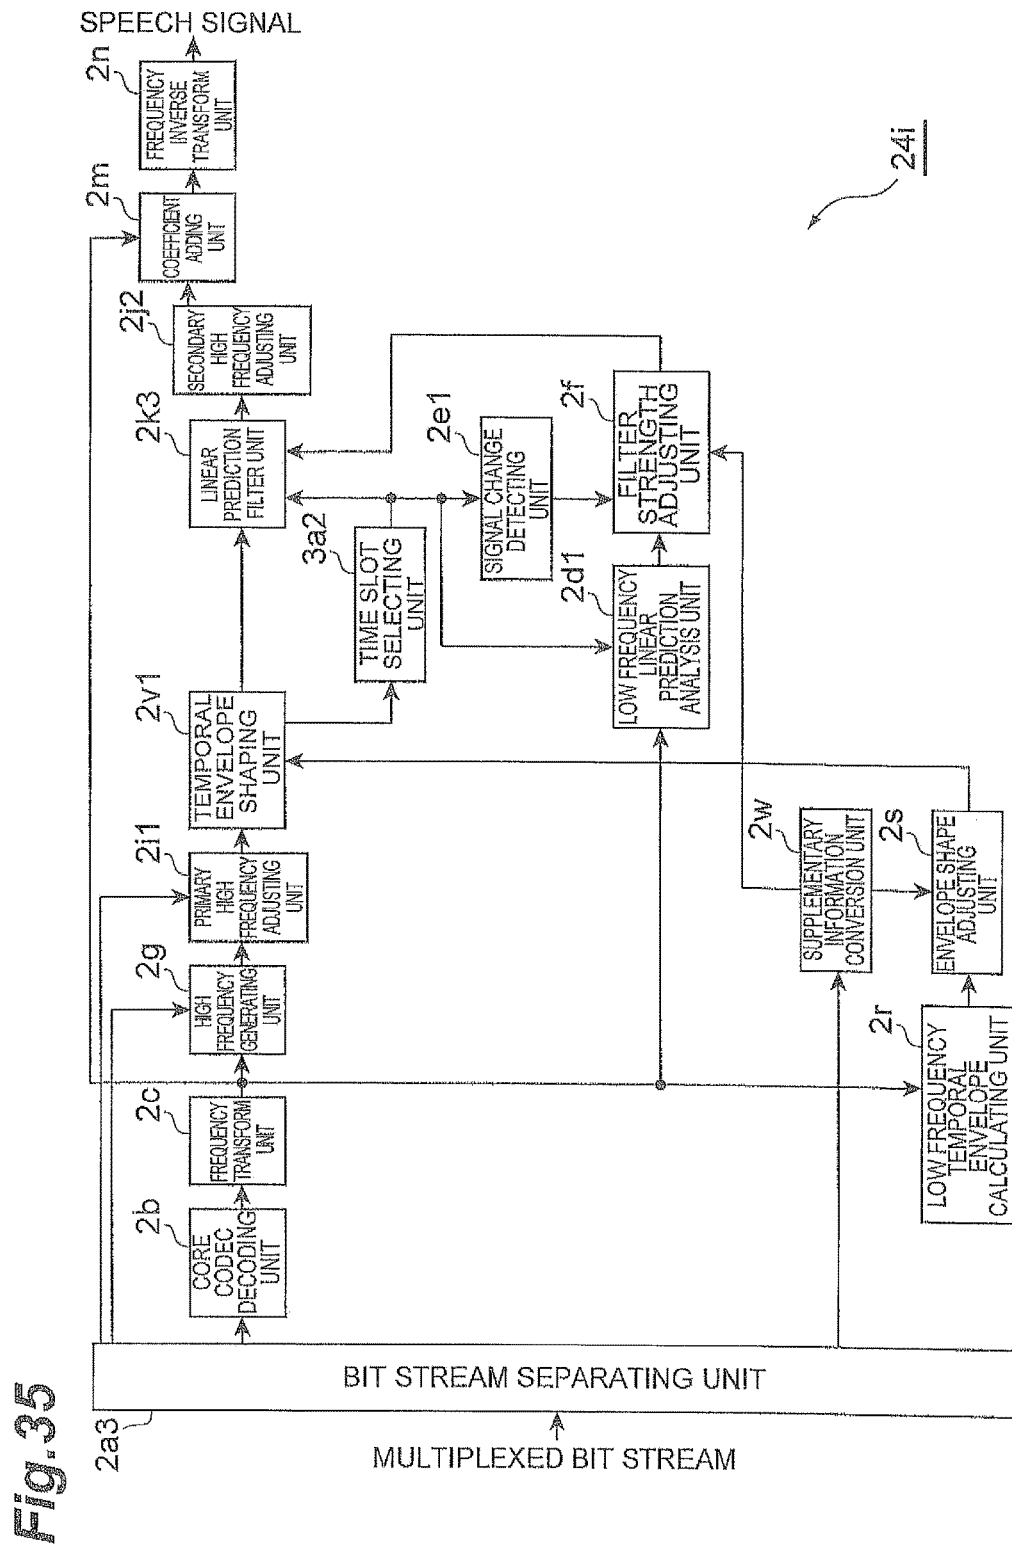 Fig.35
SPEECH SIGNAL
2n
FREQUENCY
INVERSE
TRANSFORM
UNIT
2m
COEFFICIENT
ADDING
UNIT
2j2
SECONDARY
HIGH
FREQUENCY
ADJUSTING
UNIT
2k3
LINEAR
PREDICTION
FILTER UNIT
3a2
TIME SLOT
SELECTING
UNIT
2e1
SIGNAL CHANGE
DETECTING
UNIT
2f
FILTER
STRENGTH
ADJUSTING
UNIT
2d1
LOW FREQUENCY
LINEAR
PREDICTION
ANALYSIS UNIT
2v1
TEMPORAL
ENVELOPE
SHAPING
UNIT
2i1
PRIMARY
HIGH
FREQUENCY
ADJUSTING
UNIT
2g
HIGH
FREQUENCY
GENERATING
UNIT
2w
SUPPLEMENTARY
INFORMATION
CONVERSION UNIT
2s
ENVELOPE SHAPE
ADJUSTING
UNIT
2r
LOW FREQUENCY
TEMPORAL
ENVELOPE
CALCULATING UNIT
2c
FREQUENCY
TRANSFORM
UNIT
2b
CORE
CODEC
DECODING
UNIT
2a3
BIT STREAM SEPARATING UNIT
MULTIPLEXED BIT STREAM
24i